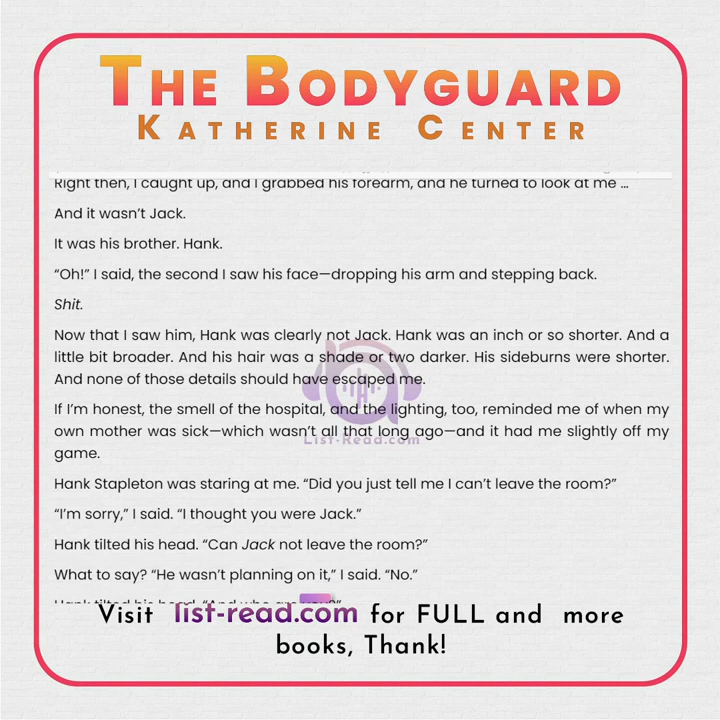 THE BODYGUARD
KATHERINE CENTER
Right then, I caught up, and I grabbed his forearm, and he turned to look at me ...
And it wasn't Jack.
It was his brother. Hank.
“Oh!” I said, the second I saw his face—dropping his arm and stepping back.
Shit.
Now that I saw him, Hank was clearly not Jack. Hank was an inch or so shorter. And a
little bit broader. And his hair was a shade or two darker. His sideburns were shorter.
And none of those details should have escaped me.
If I'm honest, the smell of the hospital, and the lighting, too, reminded me of when my
own mother was sick—which wasn't all that long ago—and it had me slightly off my
List-Read.com
game.
Hank Stapleton was staring at me. “Did you just tell me I can't leave the room?”
“I'm sorry,” I said. “I thought you were Jack.”
Hank tilted his head. “Can Jack not leave the room?”
What to say? “He wasn't planning on it,” I said. “No.”
Hank tilted his head. “And who are you?”
Visit list-read.com for FULL and more
books, Thank!